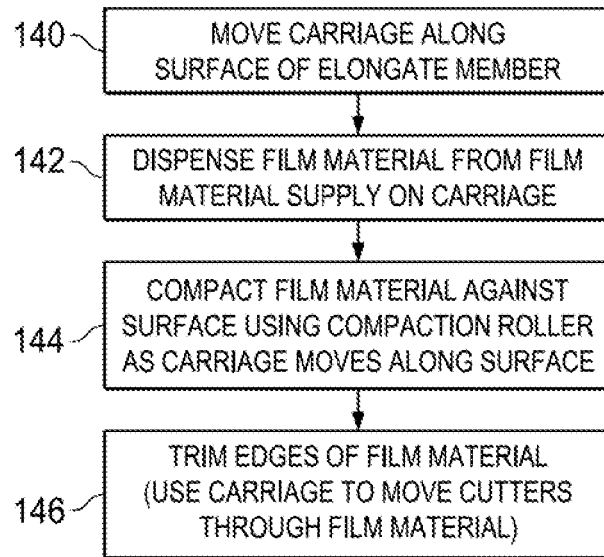 140
MOVE CARRIAGE ALONG
SURFACE OF ELONGATE MEMBER
142
DISPENSE FILM MATERIAL FROM FILM
MATERIAL SUPPLY ON CARRIAGE
144
COMPACT FILM MATERIAL AGAINST
SURFACE USING COMPACTION ROLLER
AS CARRIAGE MOVES ALONG SURFACE
146
TRIM EDGES OF FILM MATERIAL
(USE CARRIAGE TO MOVE CUTTERS
THROUGH FILM MATERIAL)